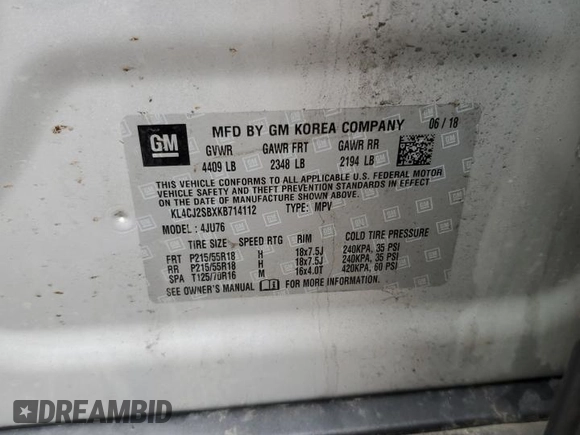 GM
MFD BY GM KOREA COMPANY 06 / 18
GVWR GAWR FRT GAWR RR
4409 LB 2348 LB 2194 LB
THIS VEHICLE CONFORMS TO ALL APPLICABLE U.S. FEDERAL MOTOR
VEHICLE SAFETY AND THEFT PREVENTION STANDARDS IN EFFECT
ON THE DATE OF MANUFACTURE SHOWN ABOVE.
KL4CJ2SBXKB714112 TYPE: MPV
MODEL : 4JU76
TIRE SIZE SPEED RTG RIM COLD TIRE PRESSURE
FRT P215/55R18 H 18x7.5J 240KPA, 35 PSI
RR P215/55R18 H 18x7.5J 240KPA, 35 PSI
SPA T125/70R16 M 16x4.0T 420KPA, 60 PSI
SEE OWNER'S MANUAL FOR MORE INFORMATION.
DREAMBID